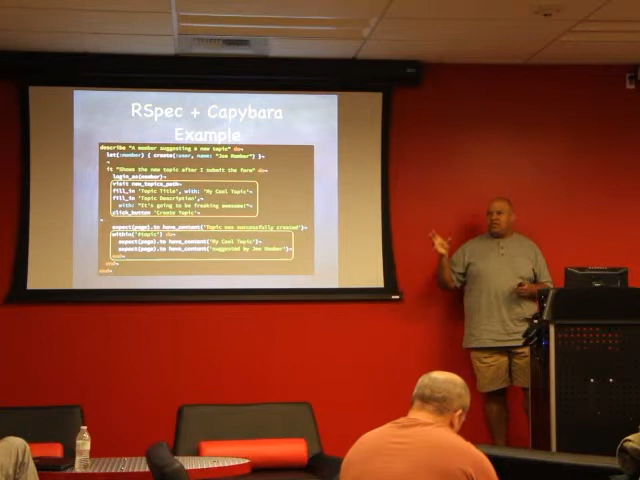 RSpec + Capybara
Example
describe "A member suggesting a new topic" do¬
let(:member) { create(:user, name: "Joe Member") }¬
¬
it "Shows the new topic after I submit the form" do¬
login_as(member)¬
visit new_topics_path¬
fill_in 'Topic Title', with: 'My Cool Topic'¬
fill_in 'Topic Description',¬
with: "It's going to be freaking awesome!"¬
click_button 'Create Topic'¬
¬
expect(page).to have_content('Topic was successfully created')¬
within('#topic') do¬
expect(page).to have_content('My Cool Topic')¬
expect(page).to have_content('suggested by Joe Member')¬
end¬
end¬
end¬